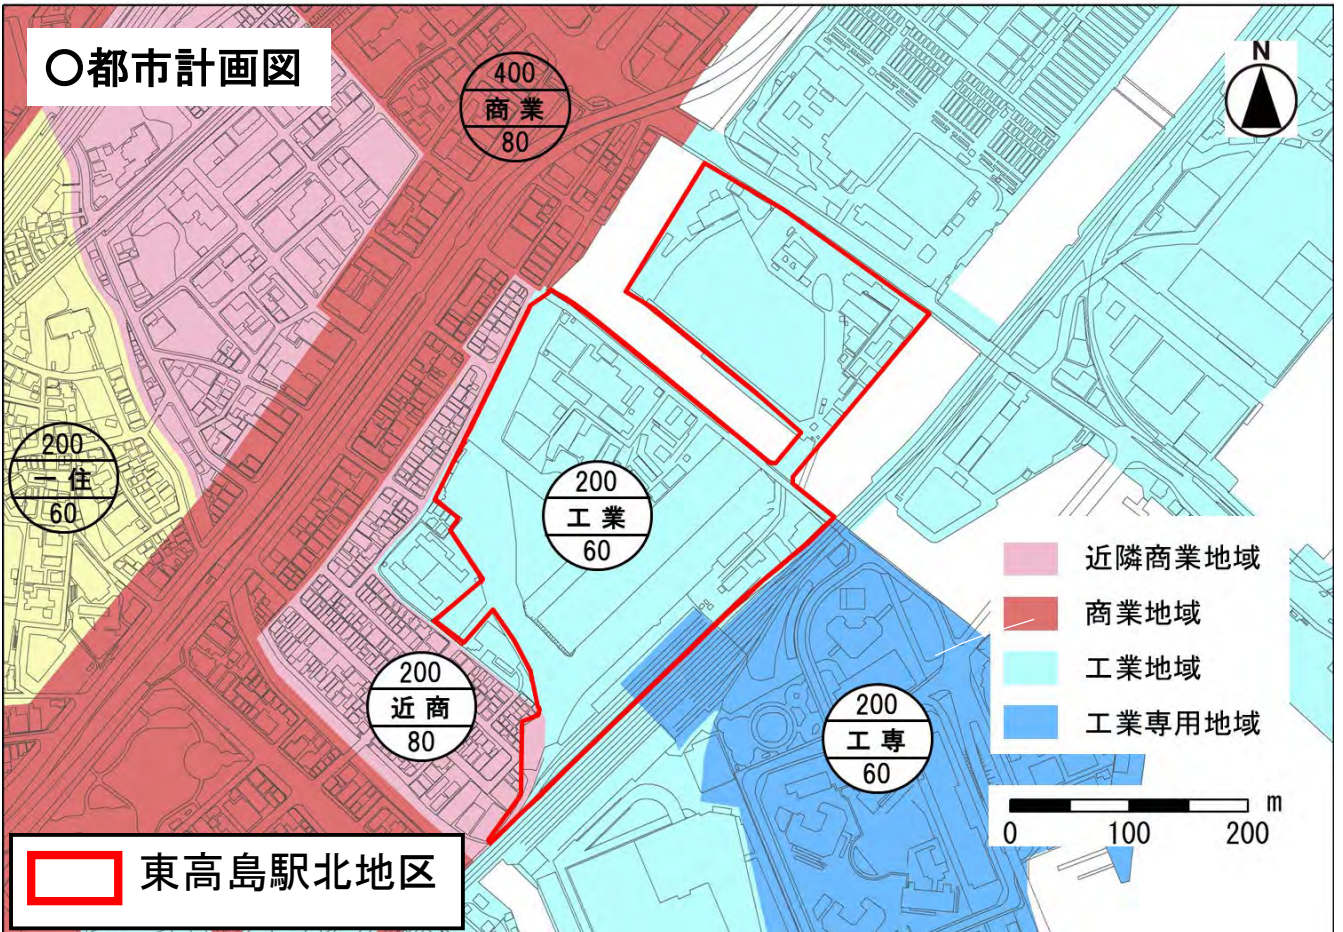 〇都市計画図
400
商業
80
N
200
一住
60
200
工業
60
200
近商
80
200
工専
60
近隣商業地域
商業地域
工業地域
工業専用地域
m
0 100 200
東高島駅北地区